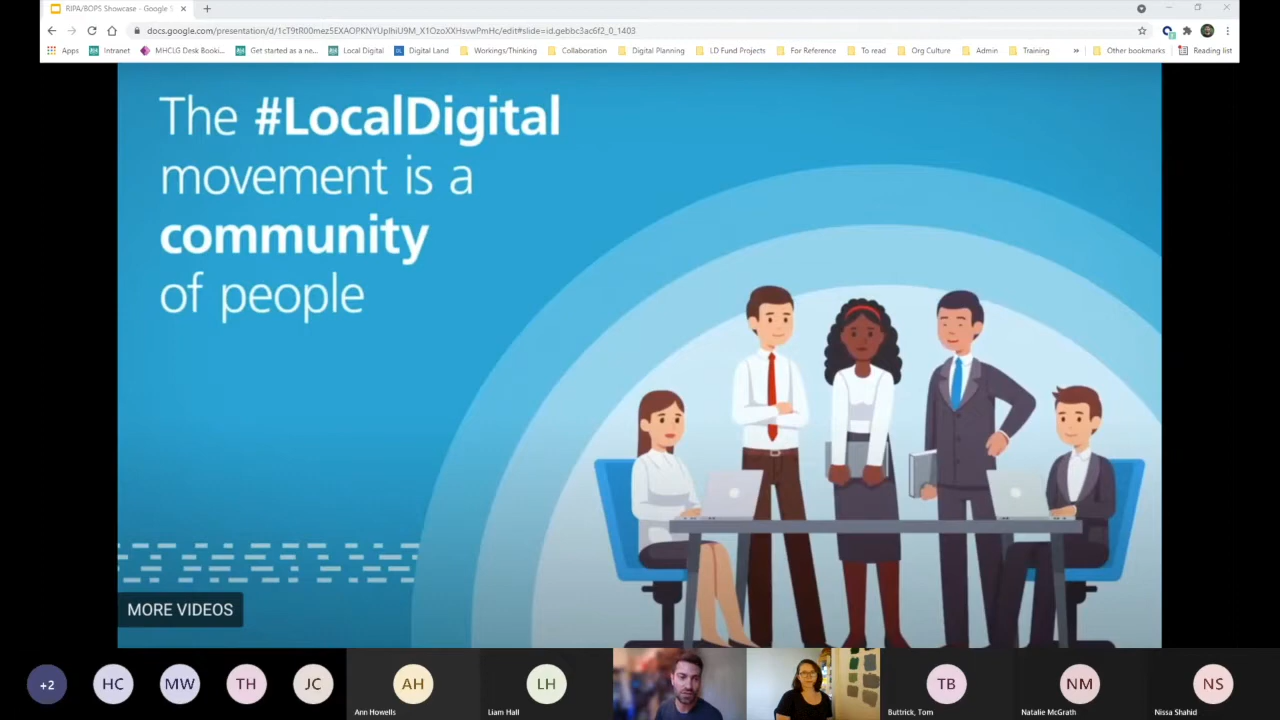 RIPA/BOPS Showcase - Google S
docs.google.com/presentation/d/1cT9tR00mez5EXAOPKNYUplhiU9M_X1OzoXXHsvwPmHc/edit#slide=id.gebbc3ac6f2_0_1403
Apps Intranet MHCLG Desk Booki... Get started as a ne... Local Digital Digital Land Workings/Thinking Collaboration Digital Planning LD Fund Projects For Reference To read Org Culture Admin Training » Other bookmarks Reading list
The #LocalDigital
movement is a
community
of people
MORE VIDEOS
+2 HC MW TH JC AH LH TB NM NS
Ann Howells Liam Hall Buttrick, Tom Natalie McGrath Nissa Shahid